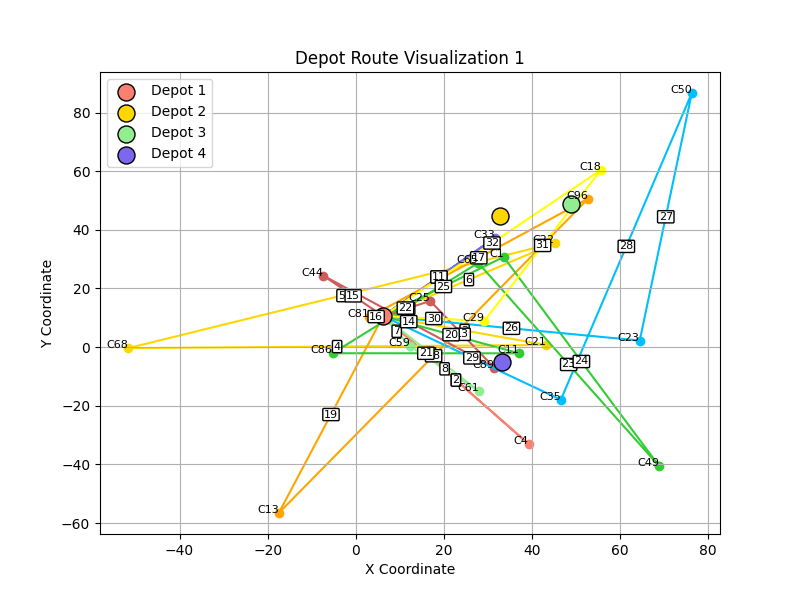 Depot Route Visualization 1
Depot 1
Depot 2
Depot 3
Depot 4
Y Coordinate
80
60
40
20
0
−20
−40
−60
−40
−20
0
20
40
60
80
X Coordinate
C50
C18
C96
C33
C1
C44
C25
C81
C29
C23
C21
C68
C86
C59
C11
C89
C61
C35
C4
C49
C13
27
28
31
32
17
11
6
25
5
15
22
16
14
30
7
20
3
26
4
21
8
29
23
24
2
19